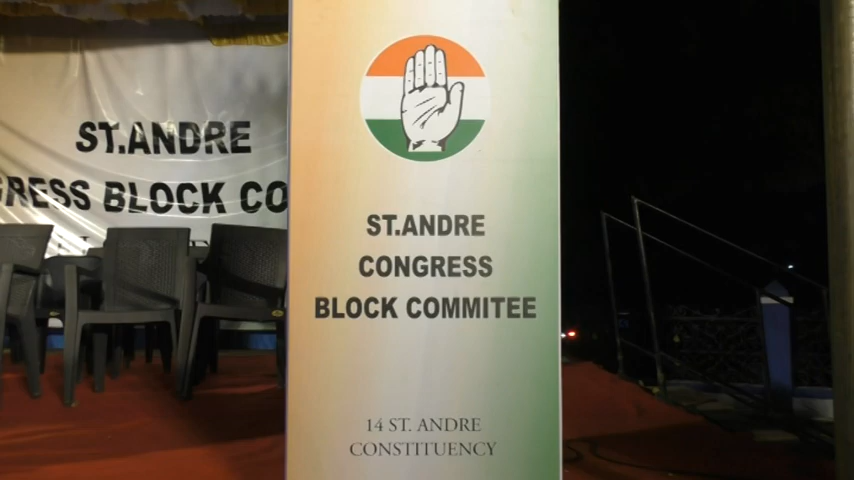 ST.ANDRE
GRESS BLOCK CO
ST.ANDRE
CONGRESS
BLOCK COMMITEE
14 ST. ANDRE
CONSTITUENCY